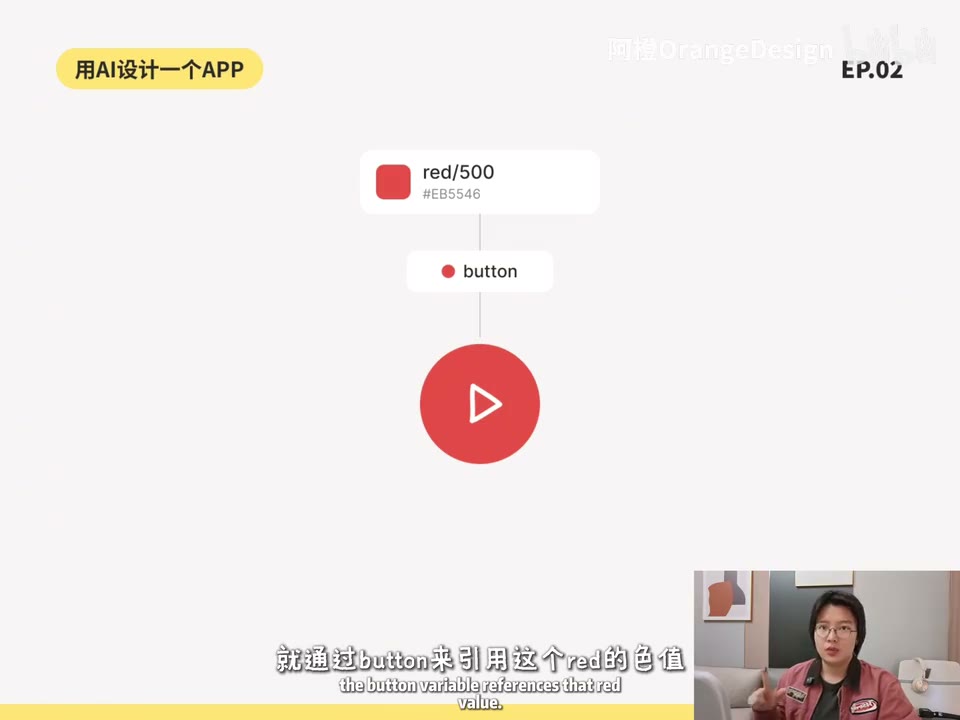 阿橙OrangeDesign
用AI设计一个APP
EP.02
red/500
#EB5546
button
就通过button来引用这个red的色值
the button variable references that red
value.